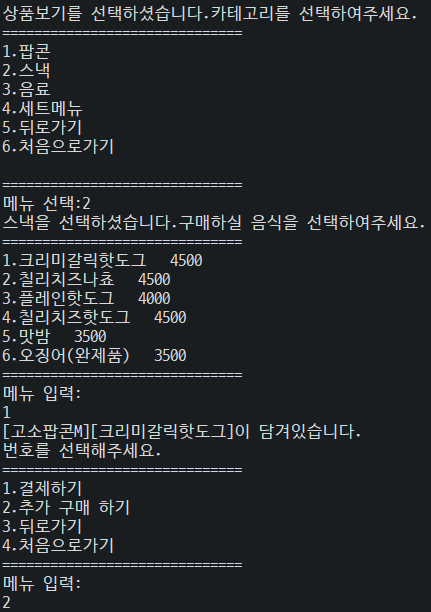 상품보기를 선택하셨습니다.카테고리를 선택하여주세요.
==============================
1.팝콘
2.스낵
3.음료
4.세트메뉴
5.뒤로가기
6.처음으로가기
==============================
메뉴 선택:2
스낵을 선택하셨습니다.구매하실 음식을 선택하여주세요.
==============================
1.크리미갈릭핫도그   4500
2.칠리치즈나쵸   4500
3.플레인핫도그   4000
4.칠리치즈핫도그   4500
5.맛밤   3500
6.오징어(완제품)   3500
==============================
메뉴 입력:
1
[고소팝콘M][크리미갈릭핫도그]이 담겨있습니다.
번호를 선택해주세요.
==============================
1.결제하기
2.추가 구매 하기
3.뒤로가기
4.처음으로가기
==============================
메뉴 입력:
2